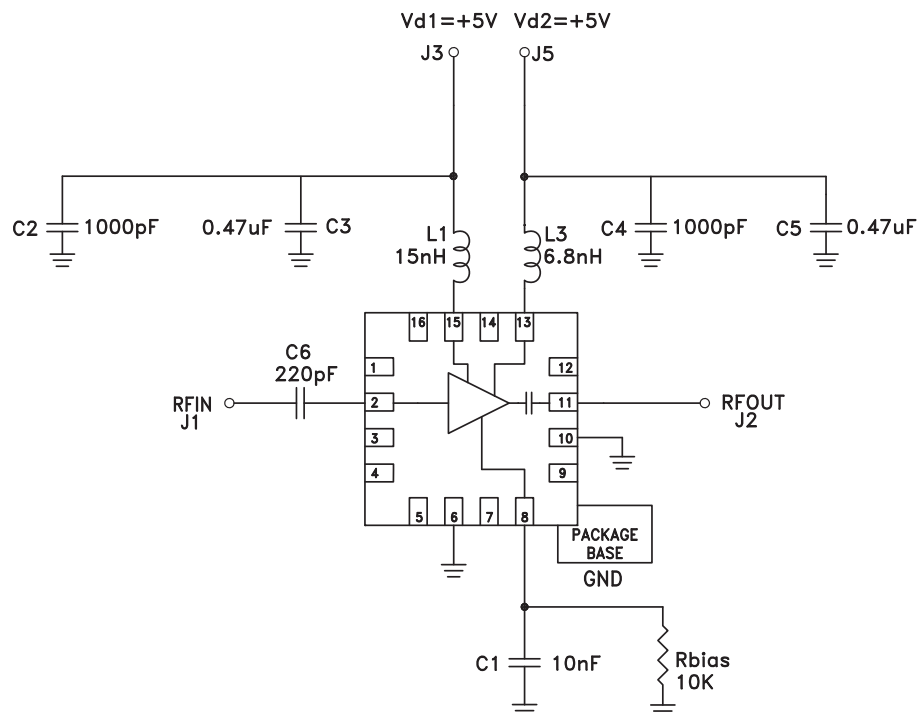 Vd1=+5V Vd2=+5V
J3 J5
C2 1000pF 0.47uF C3
L1
15nH
L3
6.8nH
C4 1000pF C5 0.47uF
16 15 14 13
C6
220pF
RFIN
J1
1
2
3
4
12
11
10
9
RFOUT
J2
5 6 7 8
PACKAGE
BASE
GND
C1 10nF
Rbias
10K